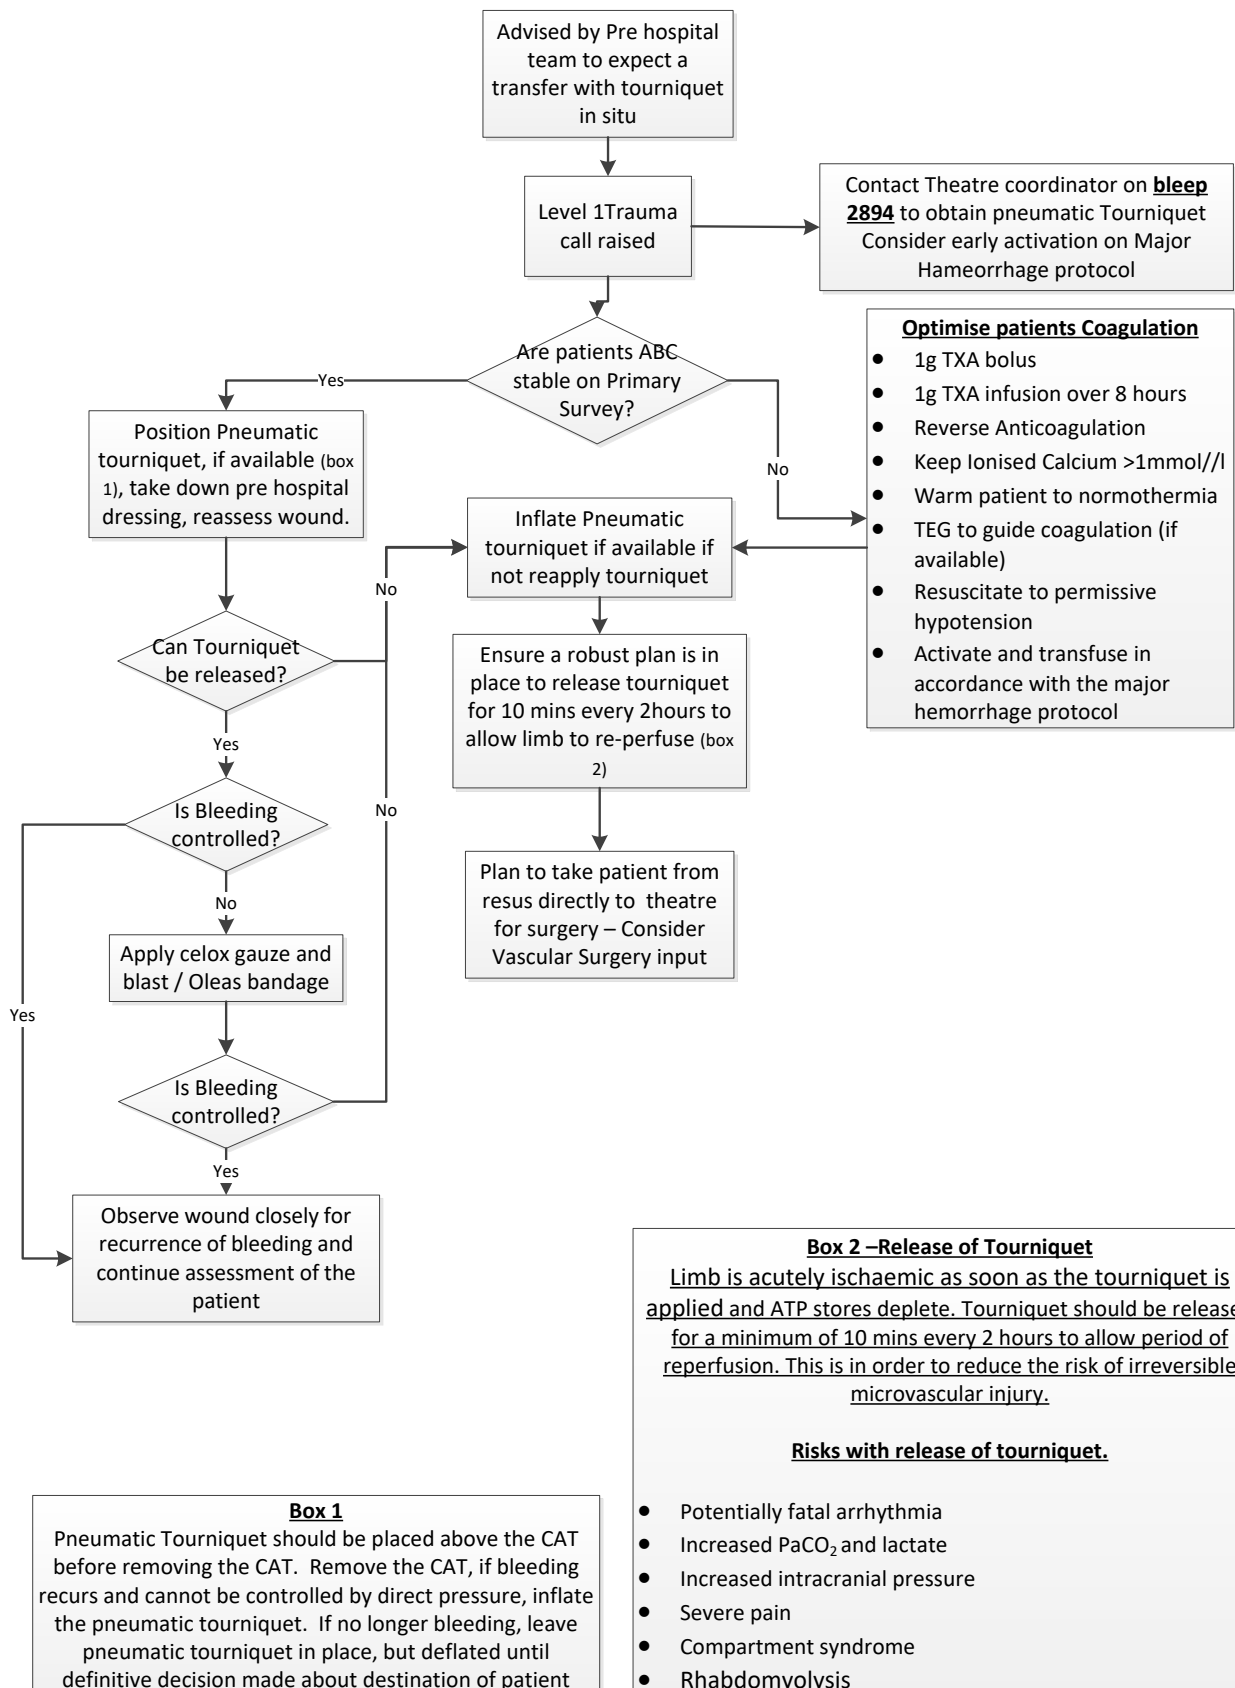 Advised by Pre hospital
team to expect a
transfer with tourniquet
in situ
Level 1Trauma
call raised
Contact Theatre coordinator on bleep
2894 to obtain pneumatic Tourniquet
Consider early activation on Major
Hameorrhage protocol
Are patients ABC
stable on Primary
Survey?
Yes
No
Optimise patients Coagulation
● 1g TXA bolus
● 1g TXA infusion over 8 hours
● Reverse Anticoagulation
● Keep Ionised Calcium >1mmol//l
● Warm patient to normothermia
● TEG to guide coagulation (if
available)
● Resuscitate to permissive
hypotension
● Activate and transfuse in
accordance with the major
hemorrhage protocol
Position Pneumatic
tourniquet, if available (box
1), take down pre hospital
dressing, reassess wound.
Inflate Pneumatic
tourniquet if available if
not reapply tourniquet
No
Can Tourniquet
be released?
Yes
Ensure a robust plan is in
place to release tourniquet
for 10 mins every 2hours to
allow limb to re-perfuse (box
2)
Is Bleeding
controlled?
No
No
Yes
Plan to take patient from
resus directly to theatre
for surgery – Consider
Vascular Surgery input
Apply celox gauze and
blast / Oleas bandage
Is Bleeding
controlled?
Yes
Observe wound closely for
recurrence of bleeding and
continue assessment of the
patient
Box 2 –Release of Tourniquet
Limb is acutely ischaemic as soon as the tourniquet is
applied and ATP stores deplete. Tourniquet should be release
for a minimum of 10 mins every 2 hours to allow period of
reperfusion. This is in order to reduce the risk of irreversible
microvascular injury.
Risks with release of tourniquet.
● Potentially fatal arrhythmia
● Increased PaCO₂ and lactate
● Increased intracranial pressure
● Severe pain
● Compartment syndrome
● Rhabdomyolysis
Box 1
Pneumatic Tourniquet should be placed above the CAT
before removing the CAT. Remove the CAT, if bleeding
recurs and cannot be controlled by direct pressure, inflate
the pneumatic tourniquet. If no longer bleeding, leave
pneumatic tourniquet in place, but deflated until
definitive decision made about destination of patient